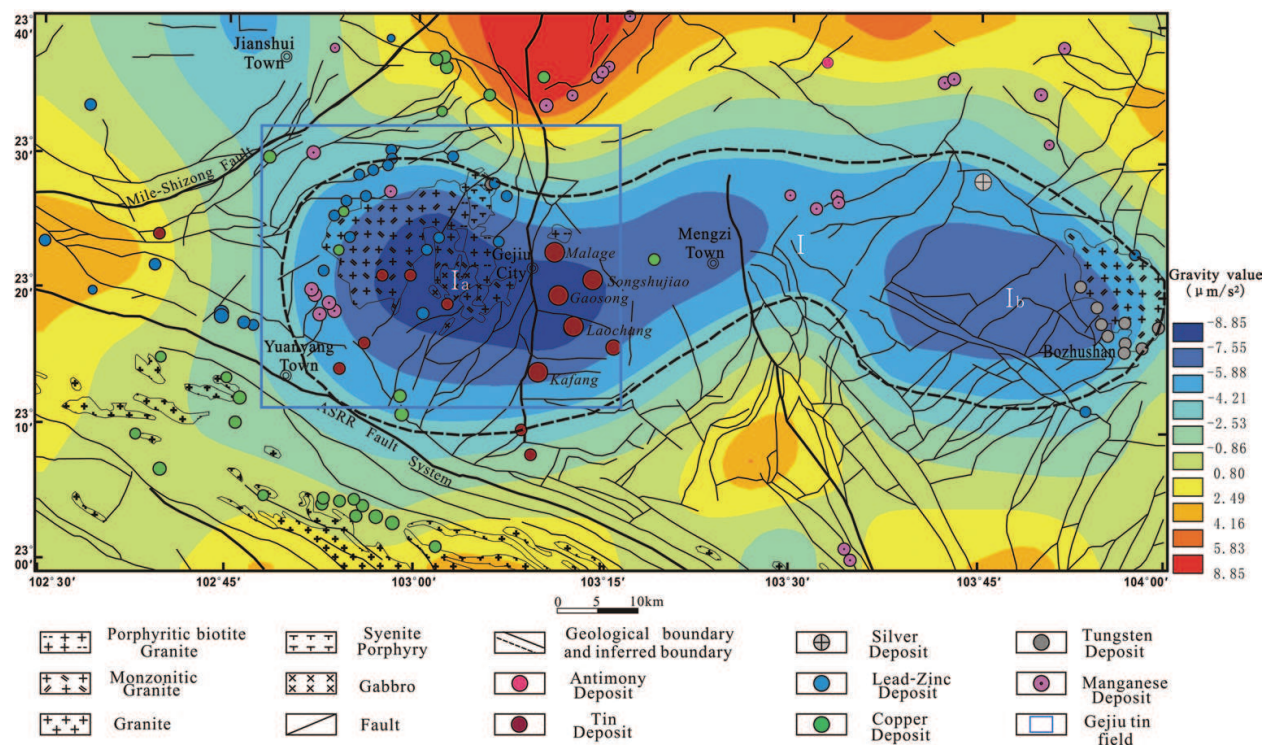 23°
40′
Jianshui
Town
23°
30′
Mile-Shizong Fault
Mengzi
Town
I
Gejiu
City
Malage
Songshujiao
Ia
Gaosong
Ib
23°
20′
Laochang
Yuanyang
Town
Bozhushan
Kafang
23°
10′
ASRR Fault System
23°
00′
102°30′
102°45′
103°00′
103°15′
103°30′
103°45′
104°00′
Gravity value
(μm/s²)
-8.85
-7.55
-5.88
-4.21
-2.53
-0.86
0.80
2.49
4.16
5.83
8.85
0 5 10km
Porphyritic biotite
Granite
Syenite
Porphyry
Geological boundary
and inferred boundary
Silver
Deposit
Tungsten
Deposit
Monzonitic
Granite
Gabbro
Antimony
Deposit
Lead-Zinc
Deposit
Manganese
Deposit
Granite
Fault
Tin
Deposit
Copper
Deposit
Gejiu tin
field